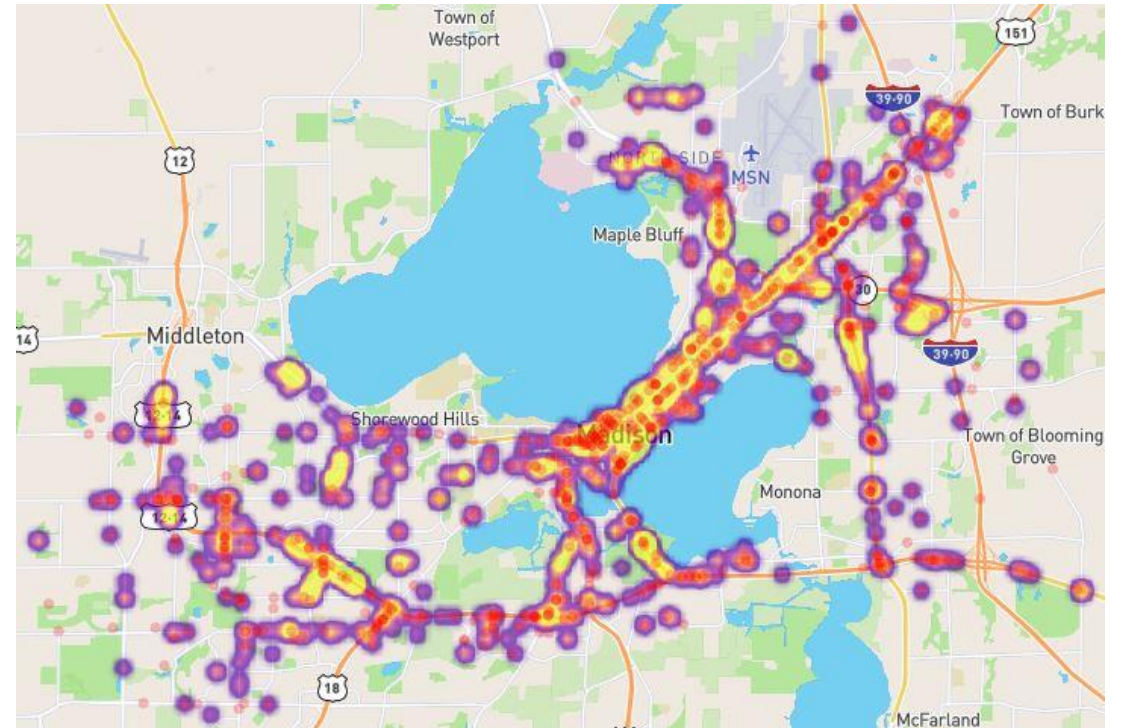 Town of
Westport
151
39-90
Town of Burk
12
NORTHSIDE
MSN
Maple Bluff
30
14
Middleton
39-90
12-14
Shorewood Hills
Madison
Town of Blooming
Grove
Monona
12-14
18
McFarland